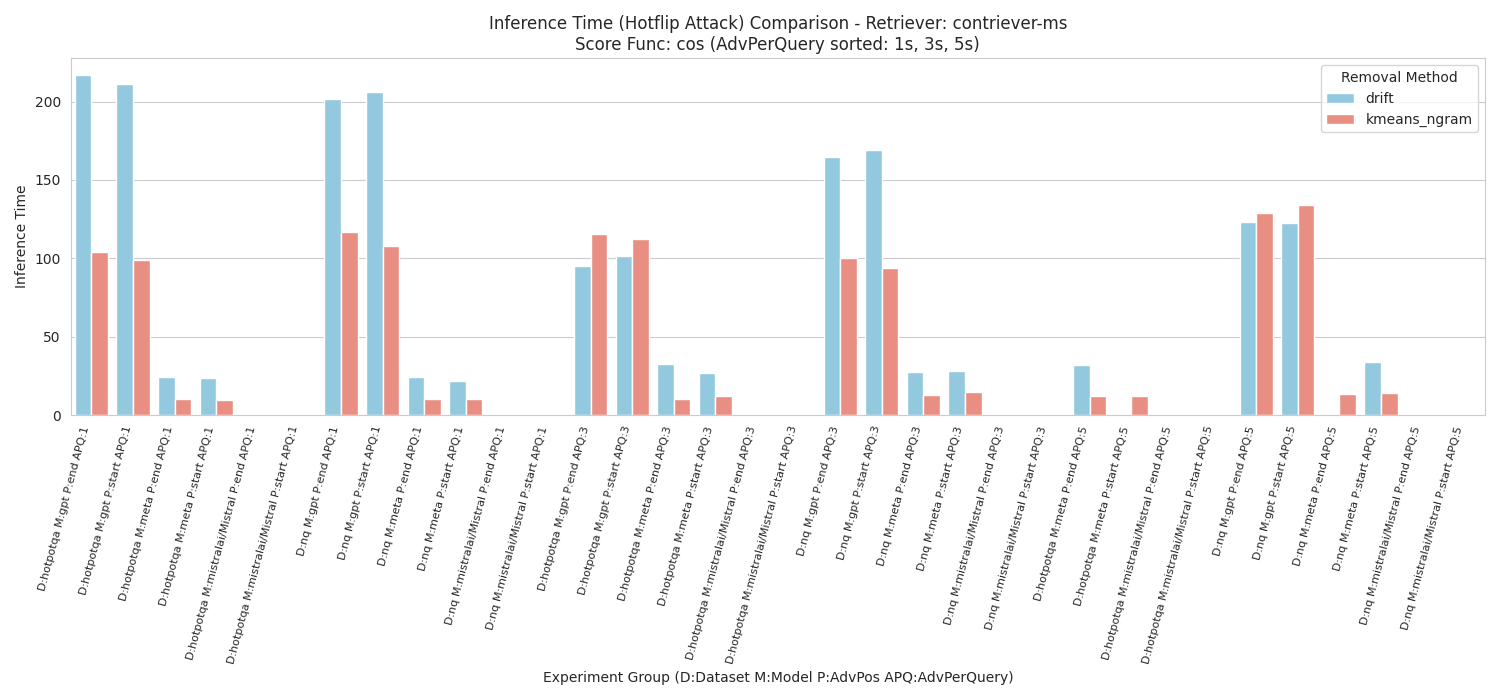 Inference Time (Hotflip Attack) Comparison - Retriever: contriever-ms
Score Func: cos (AdvPerQuery sorted: 1s, 3s, 5s)
Removal Method
drift
kmeans_ngram
Inference Time
200
150
100
50
0
D:hotpotqa M:gpt P:end APQ:1
D:hotpotqa M:gpt P:start APQ:1
D:hotpotqa M:meta P:end APQ:1
D:hotpotqa M:meta P:start APQ:1
D:hotpotqa M:mistralai/Mistral P:end APQ:1
D:hotpotqa M:mistralai/Mistral P:start APQ:1
D:nq M:gpt P:end APQ:1
D:nq M:gpt P:start APQ:1
D:nq M:meta P:end APQ:1
D:nq M:meta P:start APQ:1
D:nq M:mistralai/Mistral P:end APQ:1
D:nq M:mistralai/Mistral P:start APQ:1
D:hotpotqa M:gpt P:end APQ:3
D:hotpotqa M:gpt P:start APQ:3
D:hotpotqa M:meta P:end APQ:3
D:hotpotqa M:meta P:start APQ:3
D:hotpotqa M:mistralai/Mistral P:end APQ:3
D:hotpotqa M:mistralai/Mistral P:start APQ:3
D:nq M:gpt P:end APQ:3
D:nq M:gpt P:start APQ:3
D:nq M:meta P:end APQ:3
D:nq M:meta P:start APQ:3
D:nq M:mistralai/Mistral P:end APQ:3
D:nq M:mistralai/Mistral P:start APQ:3
D:hotpotqa M:meta P:end APQ:5
D:hotpotqa M:meta P:start APQ:5
D:hotpotqa M:mistralai/Mistral P:end APQ:5
D:hotpotqa M:mistralai/Mistral P:start APQ:5
D:nq M:gpt P:end APQ:5
D:nq M:gpt P:start APQ:5
D:nq M:meta P:end APQ:5
D:nq M:meta P:start APQ:5
D:nq M:mistralai/Mistral P:end APQ:5
D:nq M:mistralai/Mistral P:start APQ:5
Experiment Group (D:Dataset M:Model P:AdvPos APQ:AdvPerQuery)